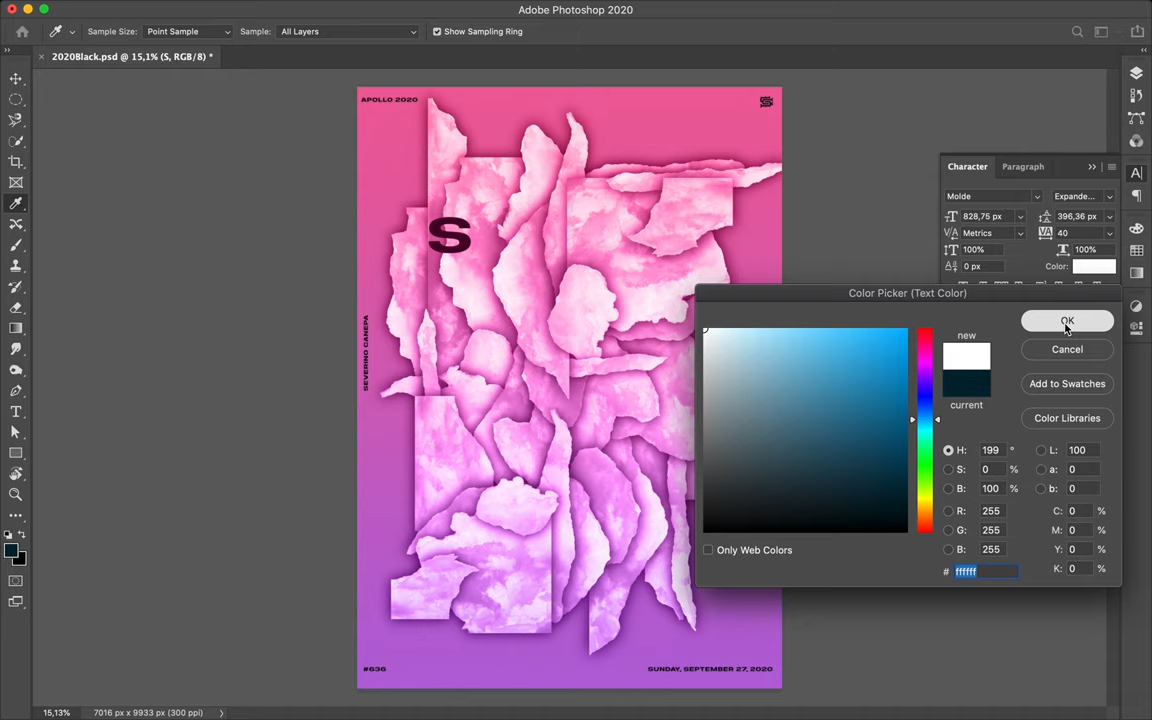 Adobe Photoshop 2020
Sample Size: Point Sample Sample: All Layers Show Sampling Ring
2020Black.psd @ 15,1% (S, RGB/8) *
APOLLO 2020
S
SEVERINO CANEPA
#636
SUNDAY, SEPTEMBER 27, 2020
Character Paragraph
Molde Expande...
828,75 px 396,36 px
Metrics 40
100% 100%
0 px Color:
Color Picker (Text Color)
new
current
OK
Cancel
Add to Swatches
Color Libraries
H: 199 ° L: 100
S: 0 % a: 0
B: 100 % b: 0
R: 255 C: 0 %
G: 255 M: 0 %
B: 255 Y: 0 %
# ffffff K: 0 %
Only Web Colors
15,13% 7016 px x 9933 px (300 ppi)